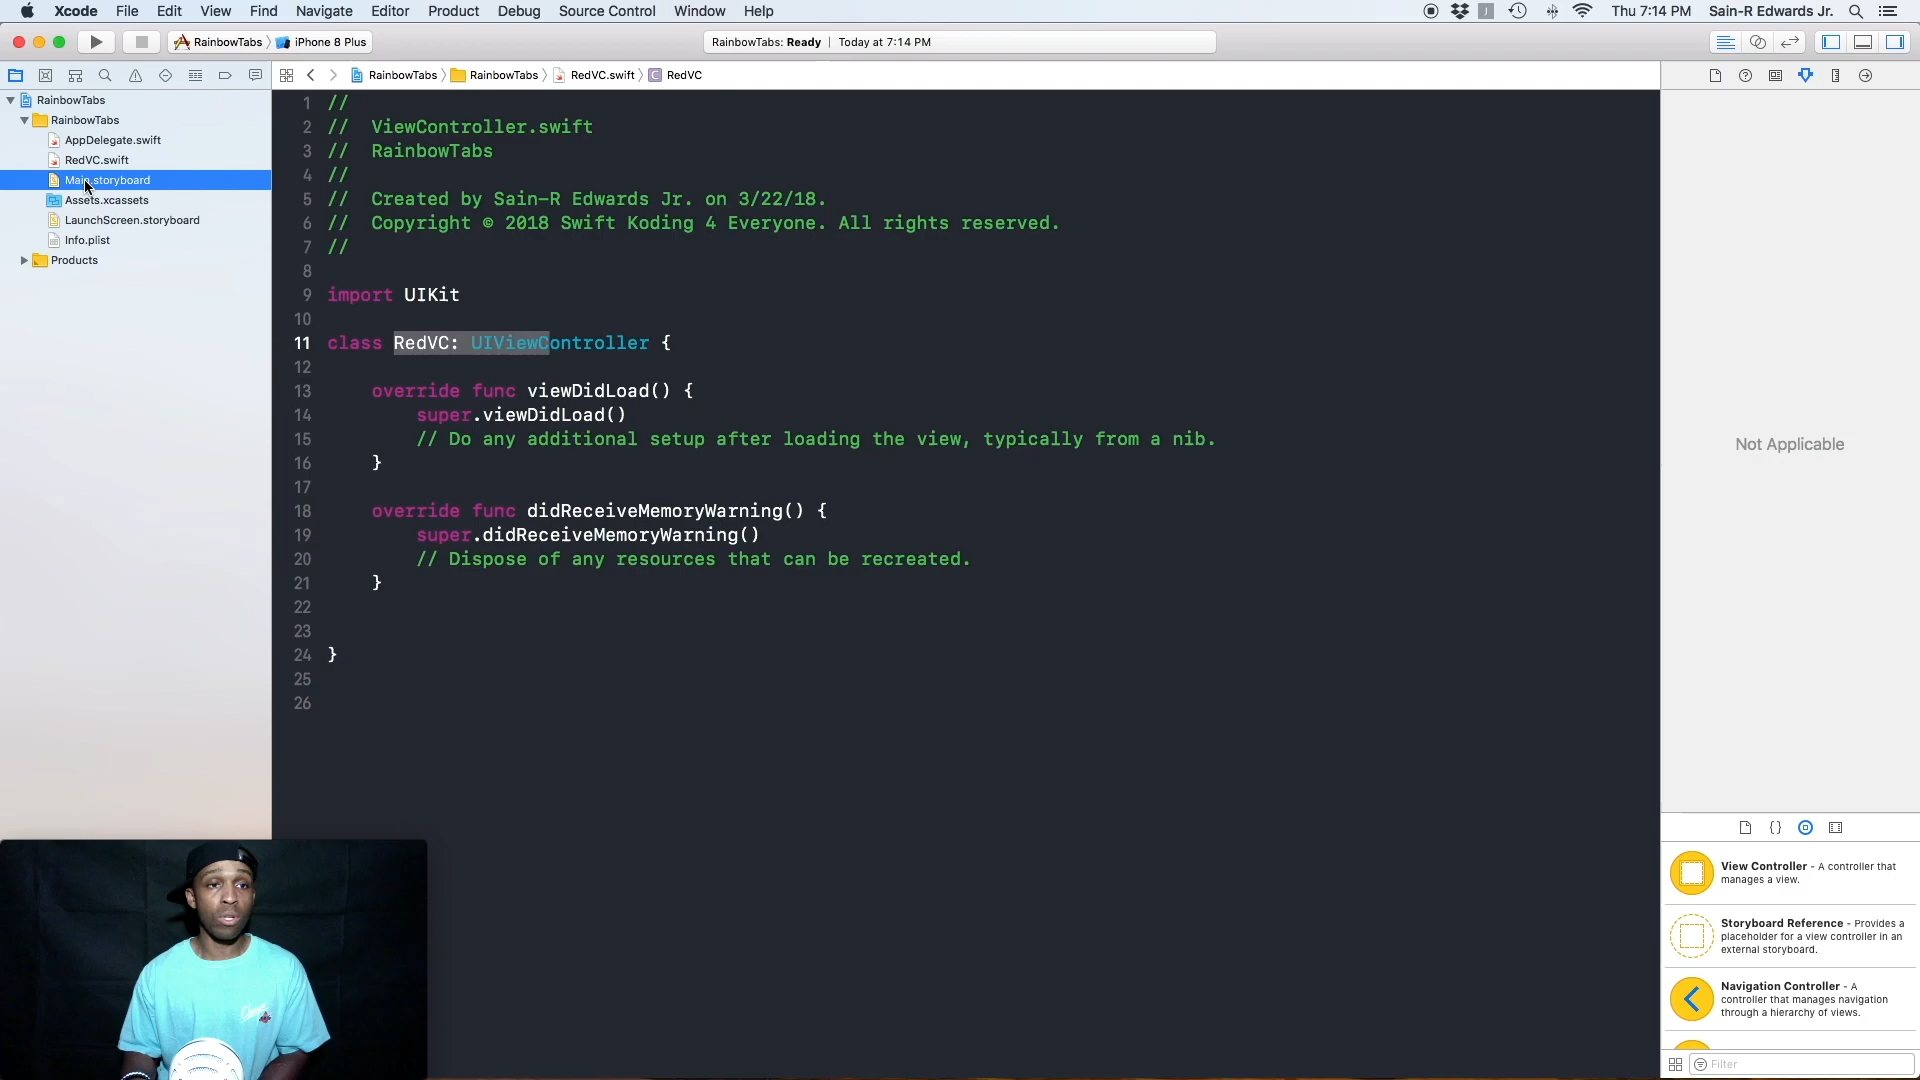 Xcode File Edit View Find Navigate Editor Product Debug Source Control Window Help Thu 7:14 PM Sain-R Edwards Jr.
RainbowTabs iPhone 8 Plus RainbowTabs: Ready | Today at 7:14 PM
RainbowTabs RainbowTabs RedVC.swift C RedVC
RainbowTabs
RainbowTabs
AppDelegate.swift
RedVC.swift
Main.storyboard
Assets.xcassets
LaunchScreen.storyboard
Info.plist
Products
1 //
2 // ViewController.swift
3 // RainbowTabs
4 //
5 // Created by Sain-R Edwards Jr. on 3/22/18.
6 // Copyright © 2018 Swift Koding 4 Everyone. All rights reserved.
7 //
8
9 import UIKit
10
11 class RedVC: UIViewController {
12
13 override func viewDidLoad() {
14 super.viewDidLoad()
15 // Do any additional setup after loading the view, typically from a nib.
16 }
17
18 override func didReceiveMemoryWarning() {
19 super.didReceiveMemoryWarning()
20 // Dispose of any resources that can be recreated.
21 }
22
23
24 }
25
26
Not Applicable
View Controller - A controller that
manages a view.
Storyboard Reference - Provides a
placeholder for a view controller in an
external storyboard.
Navigation Controller - A
controller that manages navigation
through a hierarchy of views.
Filter